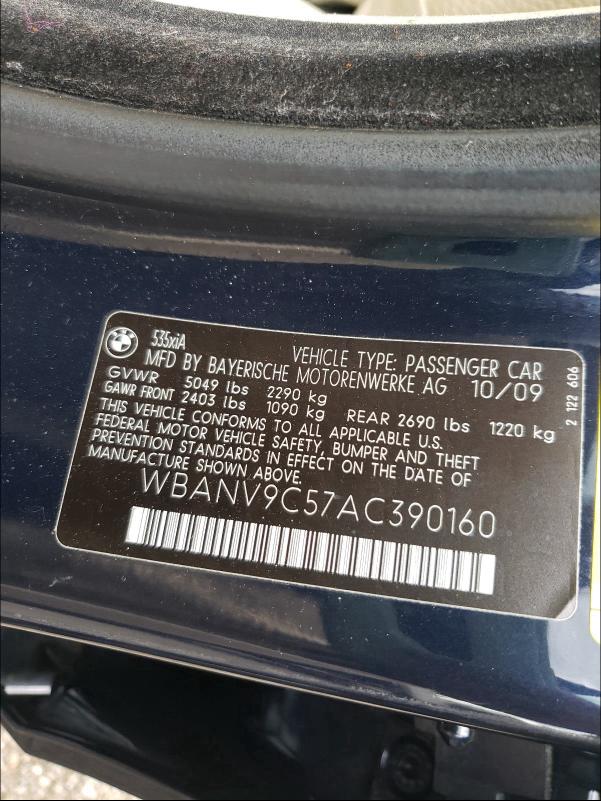 535xiA
VEHICLE TYPE: PASSENGER CAR
MFD BY BAYERISCHE MOTORENWERKE AG 10/09
GVWR 5049 lbs 2290 kg
GAWR FRONT 2403 lbs 1090 kg REAR 2690 lbs 1220 kg
THIS VEHICLE CONFORMS TO ALL APPLICABLE U.S.
FEDERAL MOTOR VEHICLE SAFETY, BUMPER AND THEFT
PREVENTION STANDARDS IN EFFECT ON THE DATE OF
MANUFACTURE SHOWN ABOVE.
WBANV9C57AC390160
2 122 606